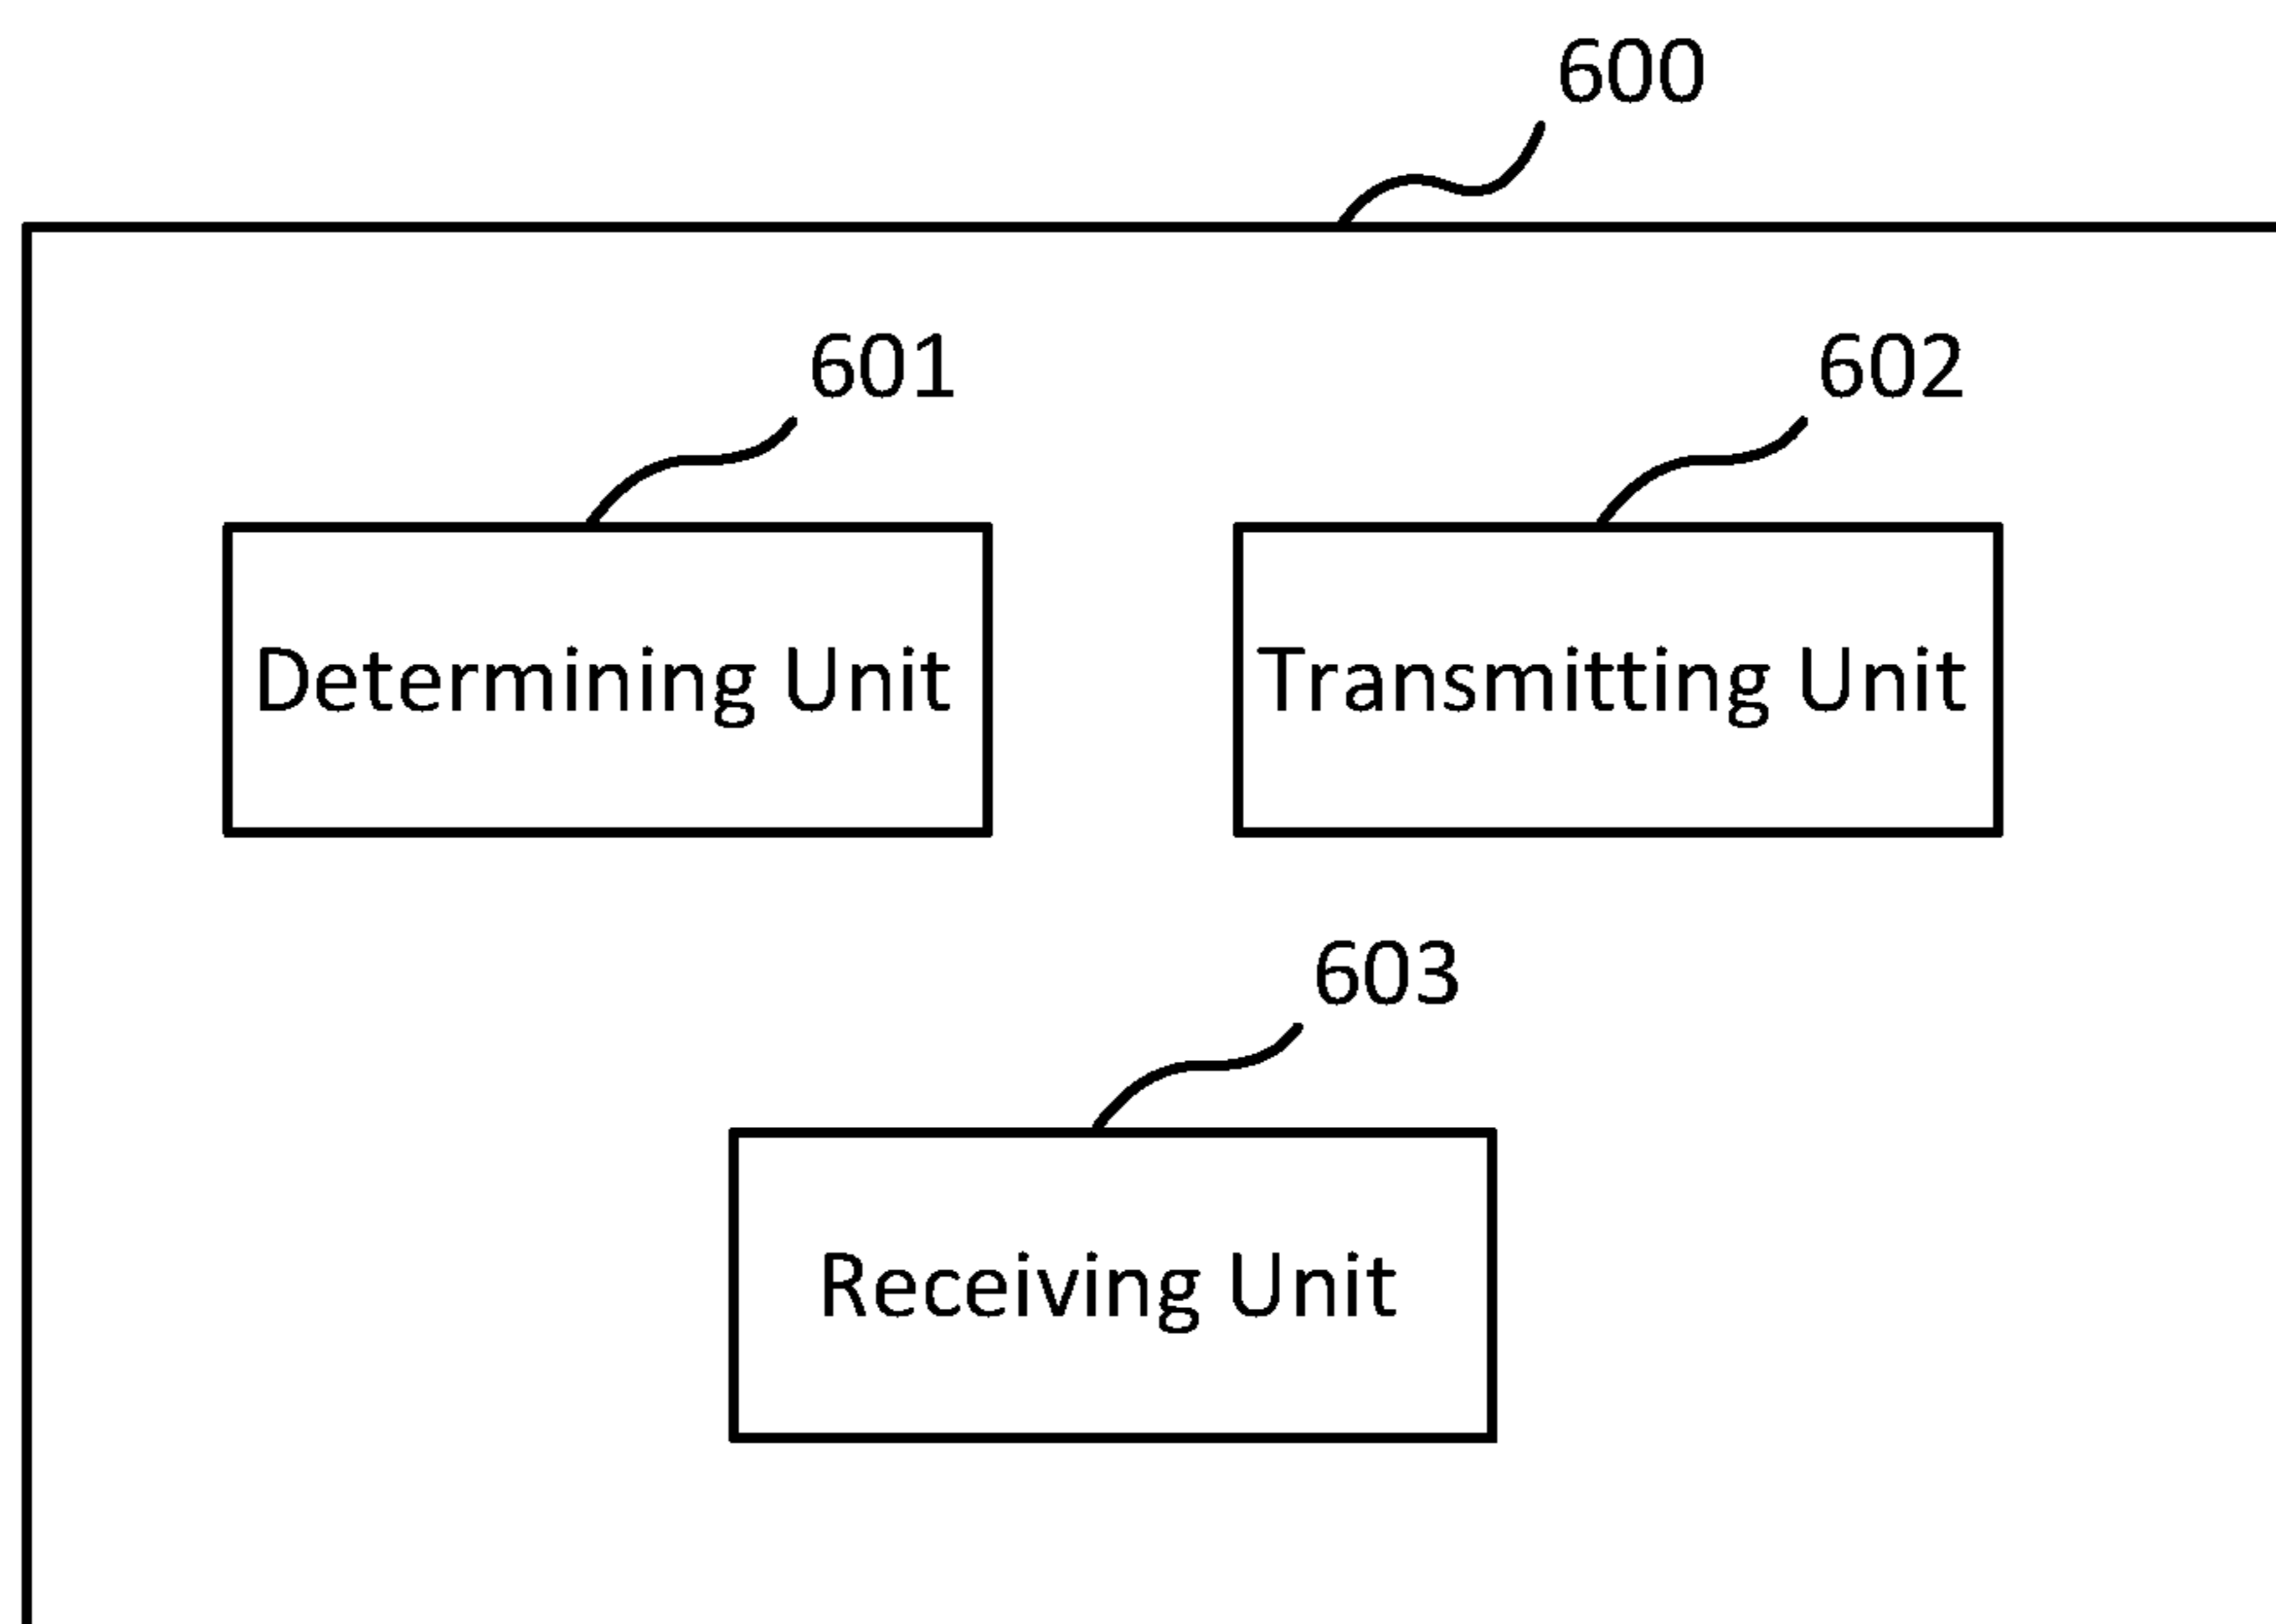 600
601
602
Determining Unit
Transmitting Unit
603
Receiving Unit